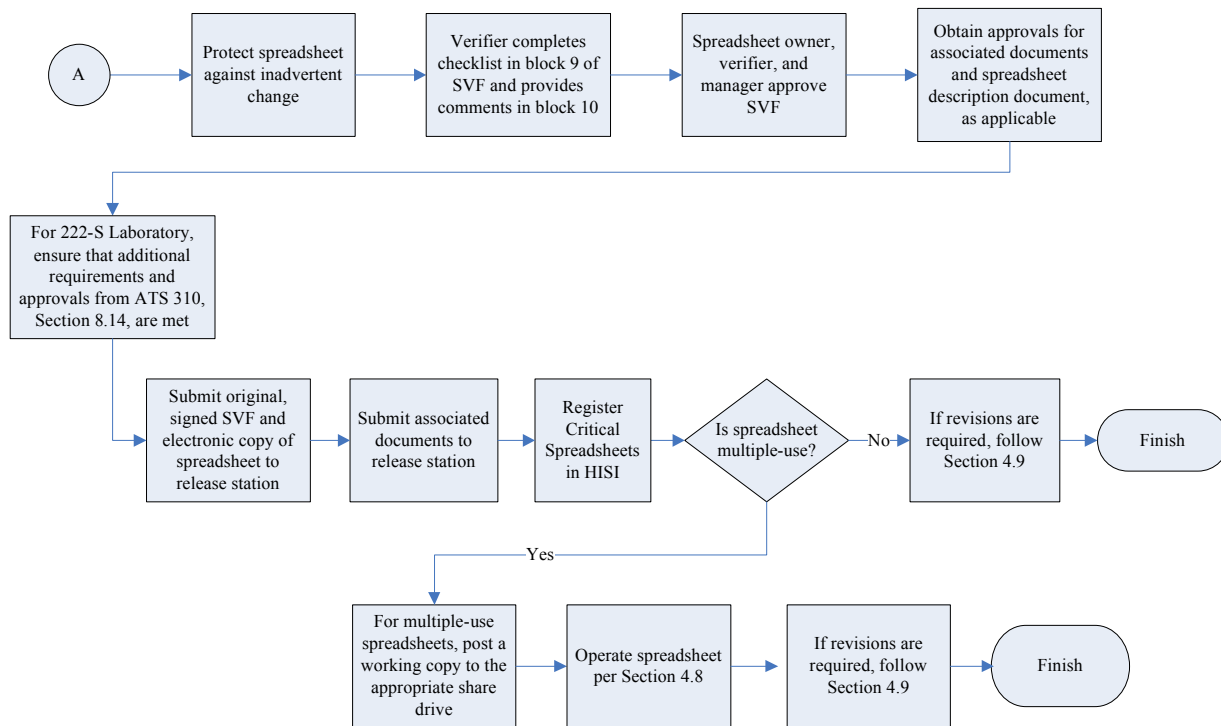 A
Protect spreadsheet
against inadvertent
change
Verifier completes
checklist in block 9 of
SVF and provides
comments in block 10
Spreadsheet owner,
verifier, and
manager approve
SVF
Obtain approvals for
associated documents
and spreadsheet
description document,
as applicable
For 222-S Laboratory,
ensure that additional
requirements and
approvals from ATS 310,
Section 8.14, are met
Submit original,
signed SVF and
electronic copy of
spreadsheet to
release station
Submit associated
documents to
release station
Register
Critical
Spreadsheets
in HISI
Is spreadsheet
multiple-use?
No
If revisions are
required, follow
Section 4.9
Finish
Yes
For multiple-use
spreadsheets, post a
working copy to the
appropriate share
drive
Operate spreadsheet
per Section 4.8
If revisions are
required, follow
Section 4.9
Finish